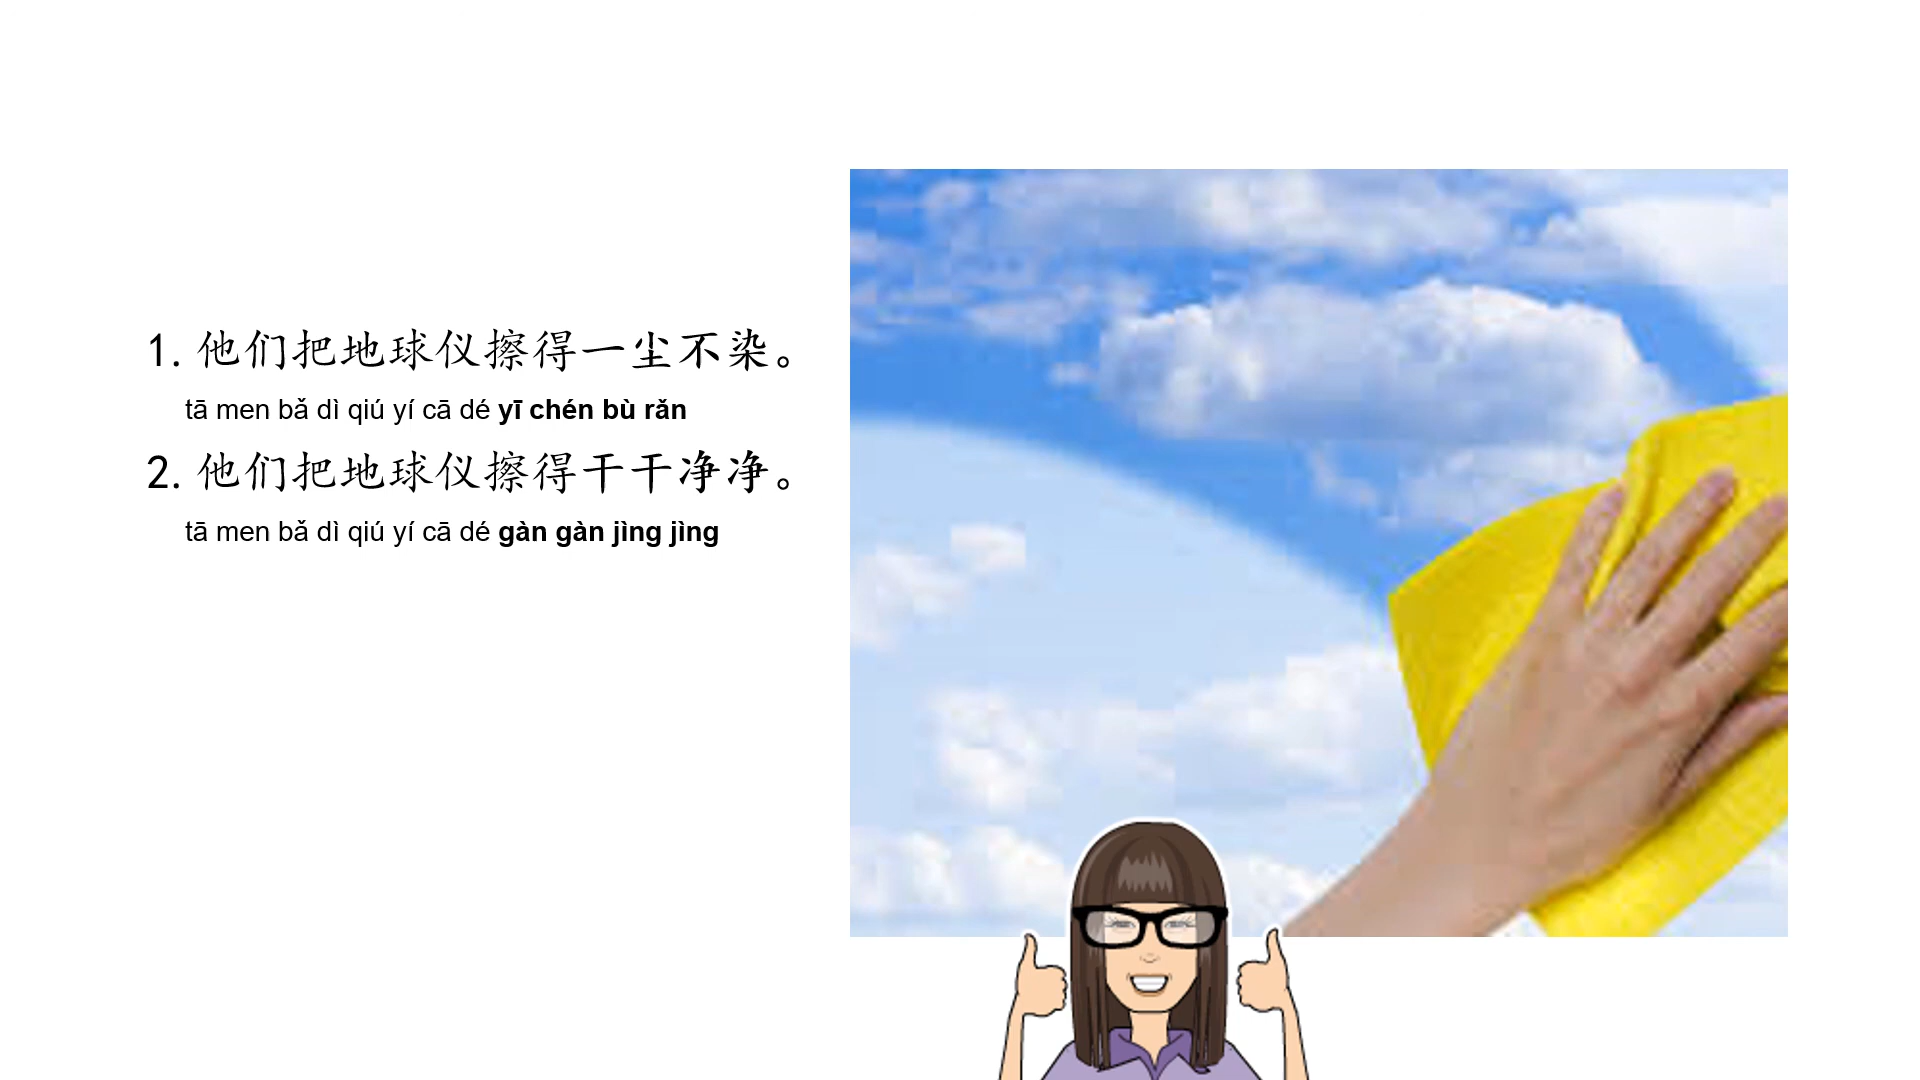 1. 他们把地球仪擦得一尘不染。
tā men bǎ dì qiú yí cā dé yī chén bù rǎn
2. 他们把地球仪擦得干干净净。
tā men bǎ dì qiú yí cā dé gàn gàn jìng jìng